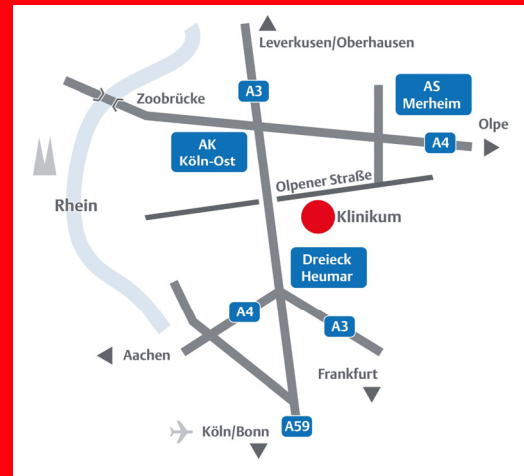 Leverkusen/Oberhausen
A3
Zoobrücke
AS
Merheim
Olpe
A4
AK
Köln-Ost
Olpener Straße
Rhein
Klinikum
Dreieck
Heumar
A4
A3
Aachen
Frankfurt
Köln/Bonn
A59